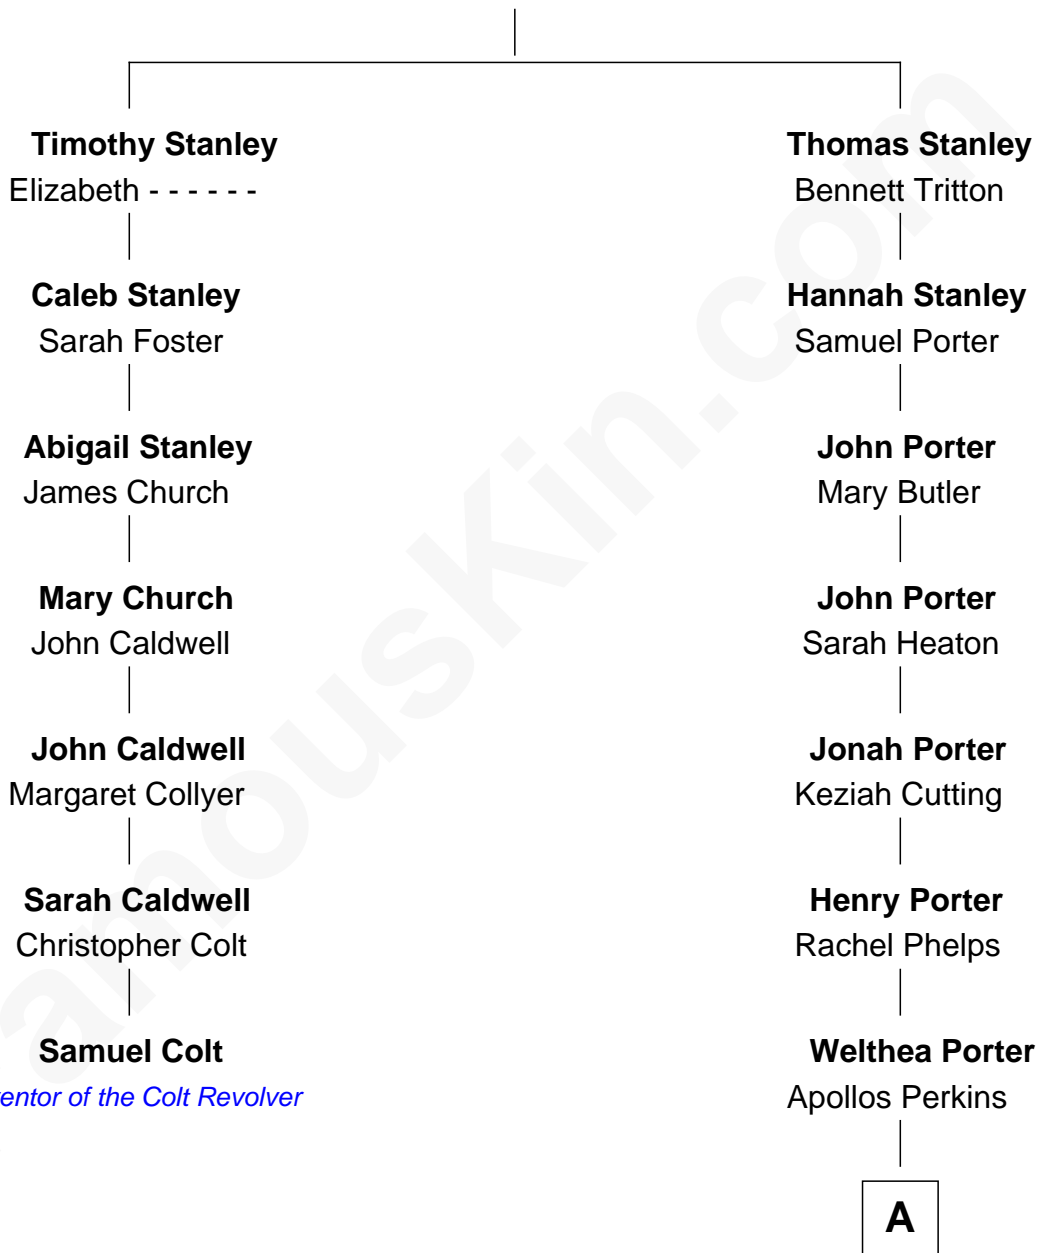 Timothy Stanley
Elizabeth - - - - - -
Caleb Stanley
Sarah Foster
Abigail Stanley
James Church
Mary Church
John Caldwell
John Caldwell
Margaret Collyer
Sarah Caldwell
Christopher Colt
Samuel Colt
entor of the Colt Revolver
Thomas Stanley
Bennett Tritton
Hannah Stanley
Samuel Porter
John Porter
Mary Butler
John Porter
Sarah Heaton
Jonah Porter
Keziah Cutting
Henry Porter
Rachel Phelps
Welthea Porter
Apollos Perkins
A
amouskin.com